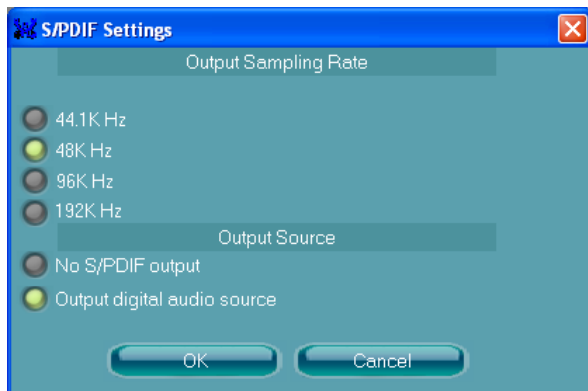 S/PDIF Settings
Output Sampling Rate
44.1K Hz
48K Hz
96K Hz
192K Hz
Output Source
No S/PDIF output
Output digital audio source
OK
Cancel